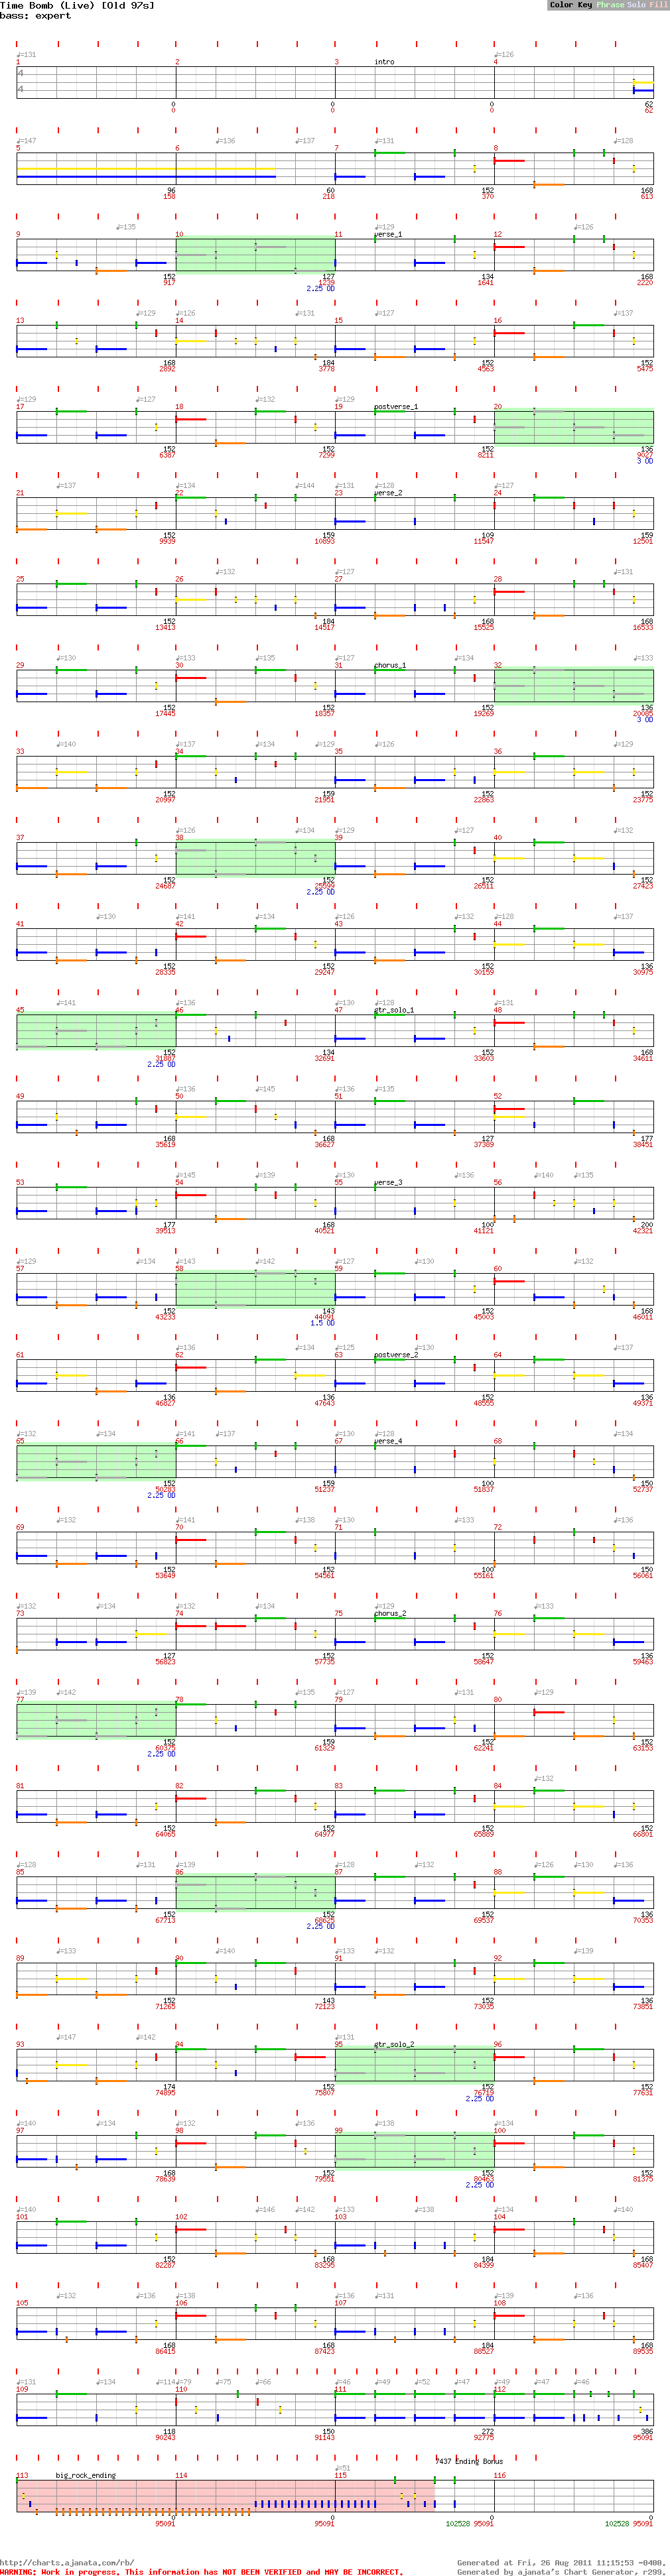 Time Bomb (Live) [Old 97s]
Color Key Phrase Solo Fill
bass: expert
♩=131 ♩=126
1 2 3 intro 4
0 0 0 62
0 0 0 62
♩=147 ♩=136 ♩=137 ♩=131 ♩=128
5 6 7 8
96 60 152 168
158 218 370 613
♩=135 ♩=129 ♩=126
9 10 11 verse_1 12
152 127 134 168
917 1239 1641 2220
2.25 OD
♩=129 ♩=126 ♩=131 ♩=127
13 14 15 16
168 184 152 152
2892 3778 4563 5475
♩=129 ♩=127 ♩=132 ♩=129
17 18 19 postverse_1 20
152 152 152 136
6387 7299 8211 9027
3 OD
♩=137 ♩=134 ♩=144 ♩=131 ♩=128 ♩=127
21 22 23 verse_2 24
152 159 109 159
9939 10893 11547 12501
♩=132 ♩=127 ♩=131
25 26 27 28
152 184 168 168
13413 14517 15525 16533
♩=130 ♩=133 ♩=135 ♩=127 ♩=134 ♩=133
29 30 31 chorus_1 32
152 152 152 136
17445 18357 19269 20085
3 OD
♩=140 ♩=137 ♩=134 ♩=129 ♩=126 ♩=129
33 34 35 36
152 159 152 152
20997 21951 22863 23775
♩=126 ♩=134 ♩=129 ♩=127 ♩=132
37 38 39 40
152 152 152 152
24687 25599 26511 27423
2.25 OD
♩=130 ♩=141 ♩=134 ♩=126 ♩=132 ♩=128 ♩=137
41 42 43 44
152 152 152 136
28335 29247 30159 30975
♩=141 ♩=136 ♩=130 ♩=128 ♩=131
45 46 47 gtr_solo_1 48
152 134 152 168
31887 32691 33603 34611
2.25 OD
♩=136 ♩=145 ♩=136 ♩=135
49 50 51 52
168 168 127 177
35619 36627 37389 38451
♩=145 ♩=139 ♩=130 ♩=136 ♩=140 ♩=135
53 54 55 verse_3 56
177 168 100 200
39513 40521 41121 42321
♩=129 ♩=134 ♩=143 ♩=142 ♩=127 ♩=130 ♩=132
57 58 59 60
152 143 152 168
43233 44091 45003 46011
1.5 OD
♩=136 ♩=134 ♩=125 ♩=130 ♩=137
61 62 63 postverse_2 64
136 136 152 136
46827 47643 48555 49371
♩=132 ♩=134 ♩=141 ♩=137 ♩=130 ♩=128 ♩=134
65 66 67 verse_4 68
152 159 100 150
50283 51237 51837 52737
2.25 OD
♩=132 ♩=141 ♩=138 ♩=130 ♩=133 ♩=136
69 70 71 72
152 152 100 150
53649 54561 55161 56061
♩=132 ♩=134 ♩=132 ♩=134 ♩=129 ♩=133
73 74 75 chorus_2 76
127 152 152 136
56823 57735 58647 59463
♩=139 ♩=142 ♩=135 ♩=127 ♩=131 ♩=129
77 78 79 80
152 159 152 152
60375 61329 62241 63153
2.25 OD
♩=132
81 82 83 84
152 152 152 152
64065 64977 65889 66801
♩=128 ♩=131 ♩=139 ♩=128 ♩=132 ♩=126 ♩=130 ♩=136
85 86 87 88
152 152 152 136
67713 68625 69537 70353
2.25 OD
♩=133 ♩=140 ♩=133 ♩=132 ♩=139
89 90 91 92
152 143 152 136
71265 72123 73035 73851
♩=147 ♩=142 ♩=131
93 94 95 gtr_solo_2 96
174 152 152 152
74895 75807 76719 77631
2.25 OD
♩=140 ♩=134 ♩=132 ♩=136 ♩=138 ♩=134
97 98 99 100
168 152 152 152
78639 79551 80463 81375
2.25 OD
♩=140 ♩=146 ♩=142 ♩=133 ♩=138 ♩=134 ♩=140
101 102 103 104
152 168 184 168
82287 83295 84399 85407
♩=132 ♩=136 ♩=138 ♩=136 ♩=131 ♩=139 ♩=136
105 106 107 108
168 168 184 168
86415 87423 88527 89535
♩=131 ♩=134 ♩=114 ♩=79 ♩=75 ♩=66 ♩=46 ♩=49 ♩=52 ♩=47 ♩=49 ♩=47 ♩=46
109 110 111 112
118 150 272 386
90243 91143 92775 95091
♩=51 7437 Ending Bonus
113 big_rock_ending 114 115 116
0 0 0 0
95091 95091 102528 95091 102528 95091
http://charts.ajanata.com/rb/
Generated at Fri, 26 Aug 2011 11:15:53 -0400.
WARNING: Work in progress. This information has NOT BEEN VERIFIED and MAY BE INCORRECT.
Generated by ajanata's Chart Generator, r299.